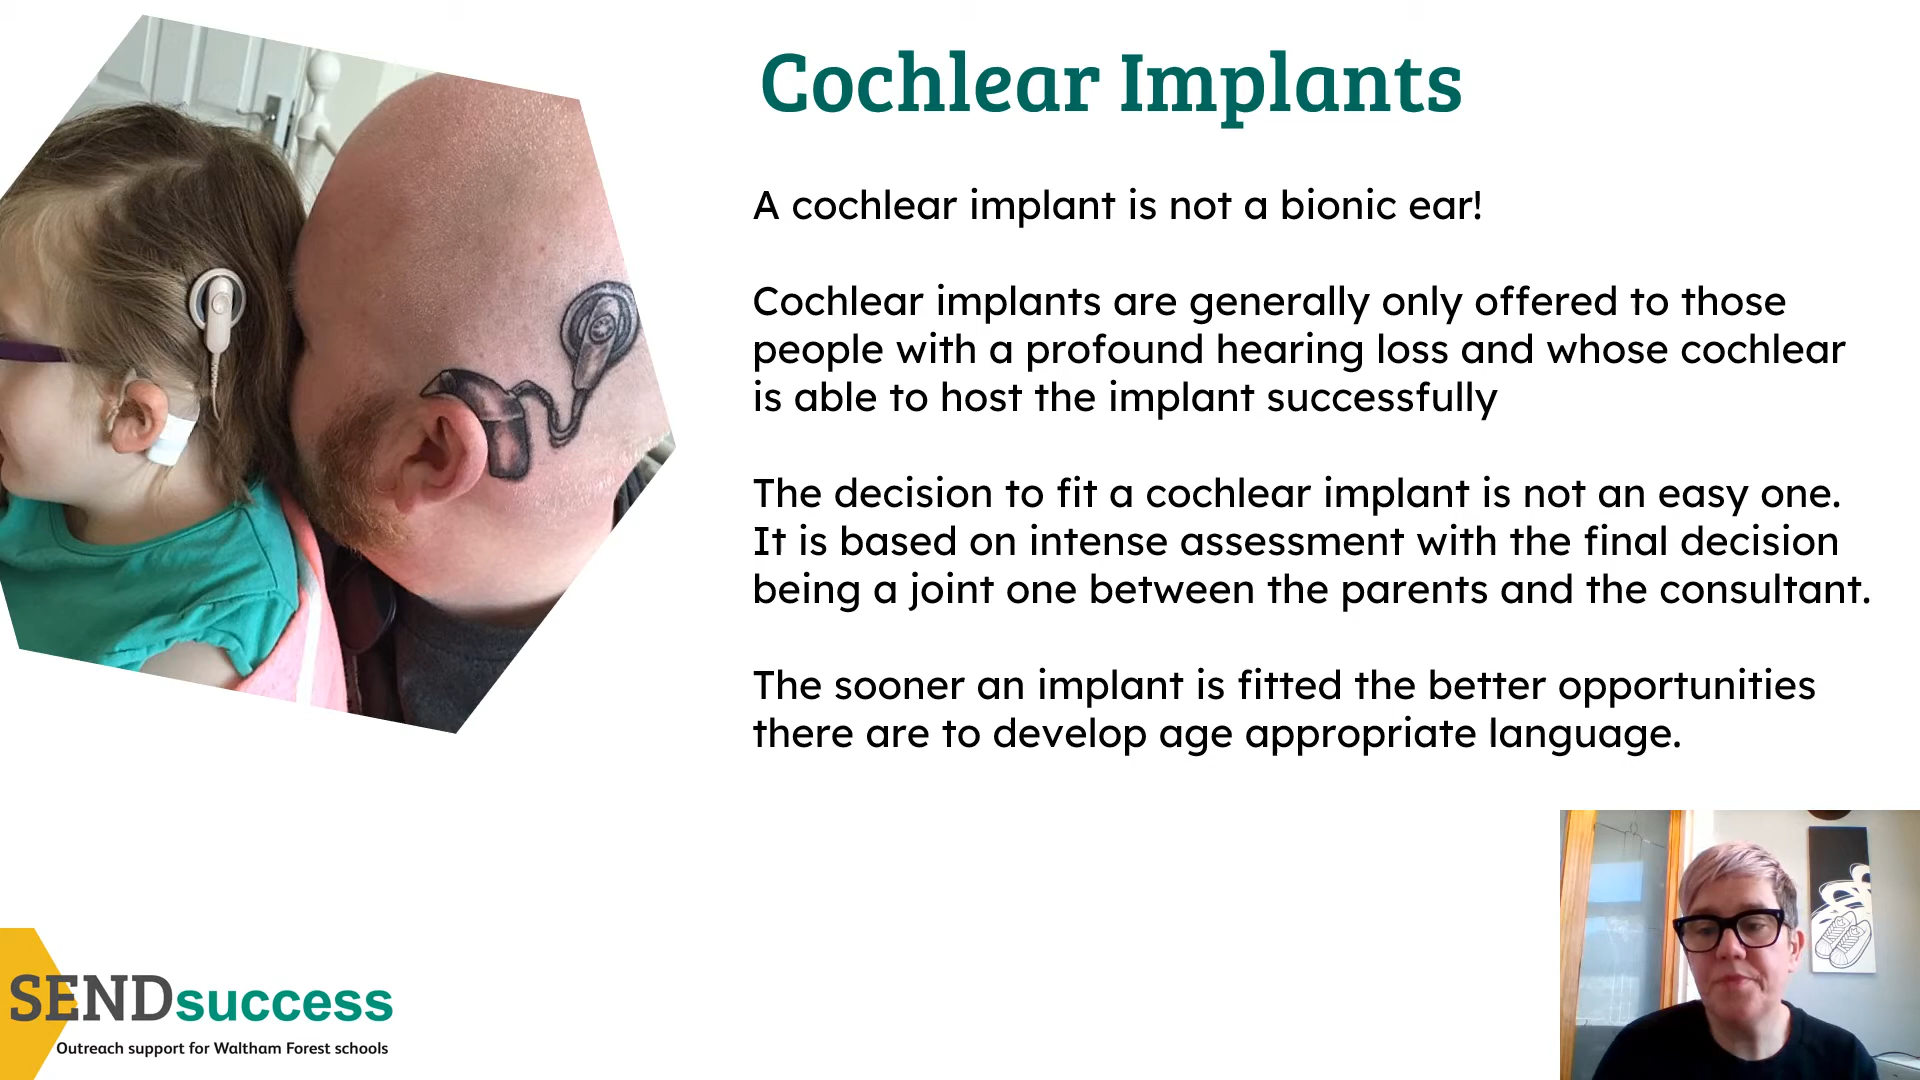 Cochlear Implants
A cochlear implant is not a bionic ear!
Cochlear implants are generally only offered to those
people with a profound hearing loss and whose cochlear
is able to host the implant successfully
The decision to fit a cochlear implant is not an easy one.
It is based on intense assessment with the final decision
being a joint one between the parents and the consultant.
The sooner an implant is fitted the better opportunities
there are to develop age appropriate language.
SENDsuccess
Outreach support for Waltham Forest schools